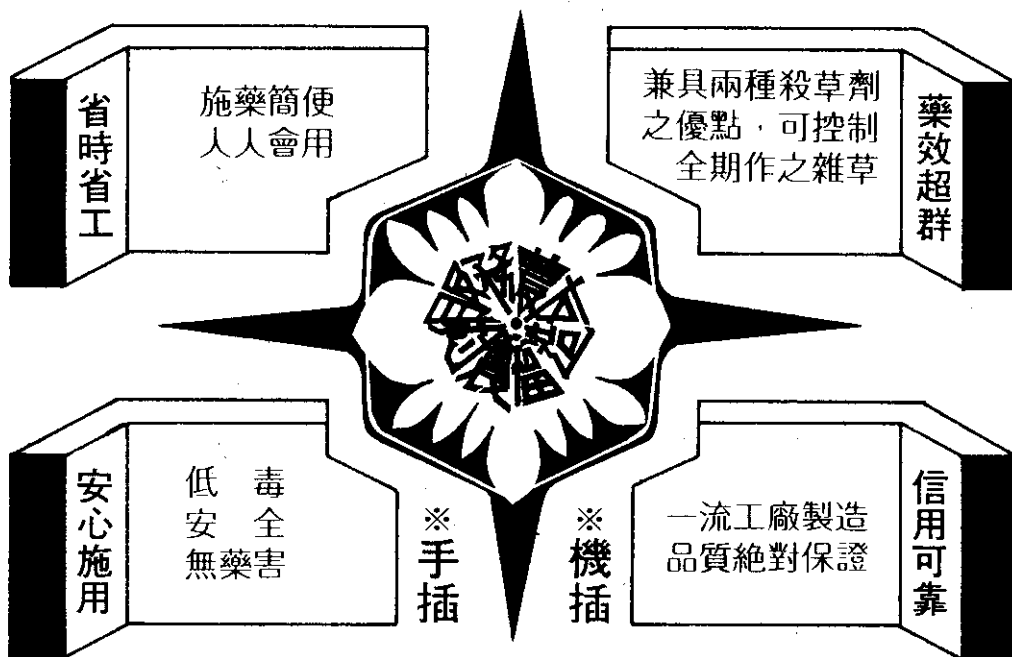 省時省工
施藥簡便
人人會用
藥效超群
兼具兩種殺草劑
之優點，可控制
全期作之雜草
安心施用
低 毒
安 全
無藥害
※手插
※機插
信用可靠
一流工廠製造
品質絕對保證